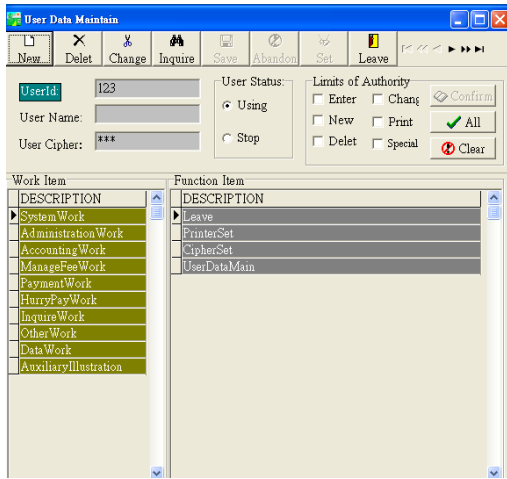 User Data Maintain
New Delet Change Inquire Save Abandon Set Leave
UserId: 123
User Name:
User Cipher: ***
User Status:
Using
Stop
Limits of Authority
Enter Chang
New Print
Delet Special
Confirm
All
Clear
Work Item
DESCRIPTION
SystemWork
AdministrationWork
AccountingWork
ManageFeeWork
PaymentWork
HurryPayWork
InquireWork
OtherWork
DataWork
AuxiliaryIllustration
Function Item
DESCRIPTION
Leave
PrinterSet
CipherSet
UserDataMain